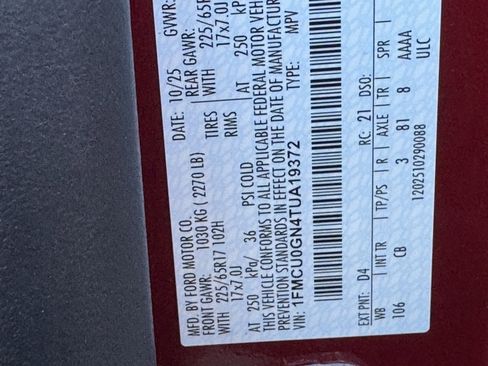 MFD. BY FORD MOTOR CO.
DATE: 10/25 GVWR:
FRONT GAWR: 1030 KG (2270 LB) REAR GAWR:
WITH 225/65R17 102H TIRES WITH 225/65R
17x7.0J RIMS 17x7.0J
AT 250 kPa/ 36 PSI COLD AT 250 kP
THIS VEHICLE CONFORMS TO ALL APPLICABLE FEDERAL MOTOR VEHI
STANDARDS IN EFFECT ON THE DATE OF MANUFACTUR
VIN: 1FMCU0GN4TUA19372 TYPE: MPV
EXT PNT: D4 RC: 21 DSO:
WB INT TR TP/PS R AXLE TR SPR
106 CB 3 81 8 AAAA
ULC
1202510290088